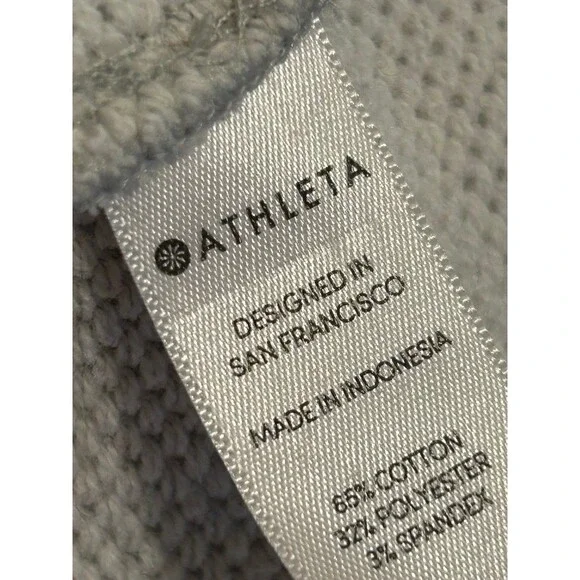 ATHLETA
DESIGNED IN
SAN FRANCISCO
MADE IN INDONESIA
65% COTTON
32% POLYESTER
3% SPANDEX